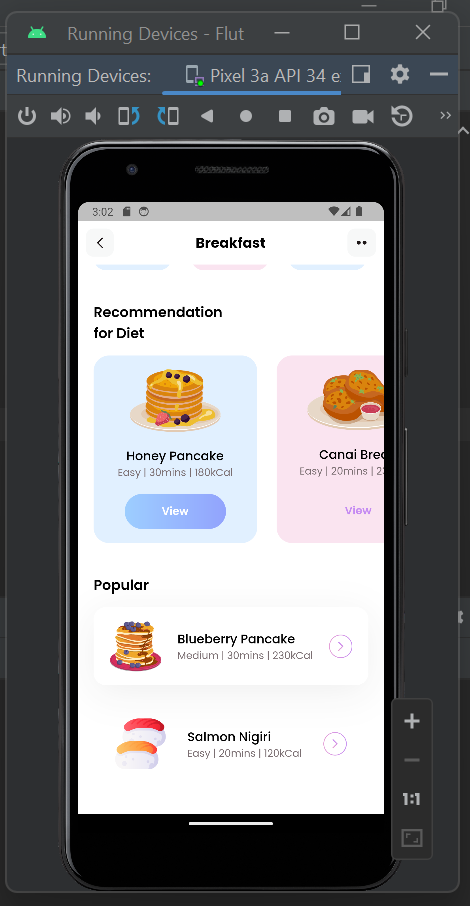 Running Devices - Flut
Running Devices:
Pixel 3a API 34 e
3:02
Breakfast
Recommendation
for Diet
Honey Pancake
Easy | 30mins | 180kCal
View
Canai Brea
Easy | 20mins | 23
View
Popular
Blueberry Pancake
Medium | 30mins | 230kCal
Salmon Nigiri
Easy | 20mins | 120kCal
1:1